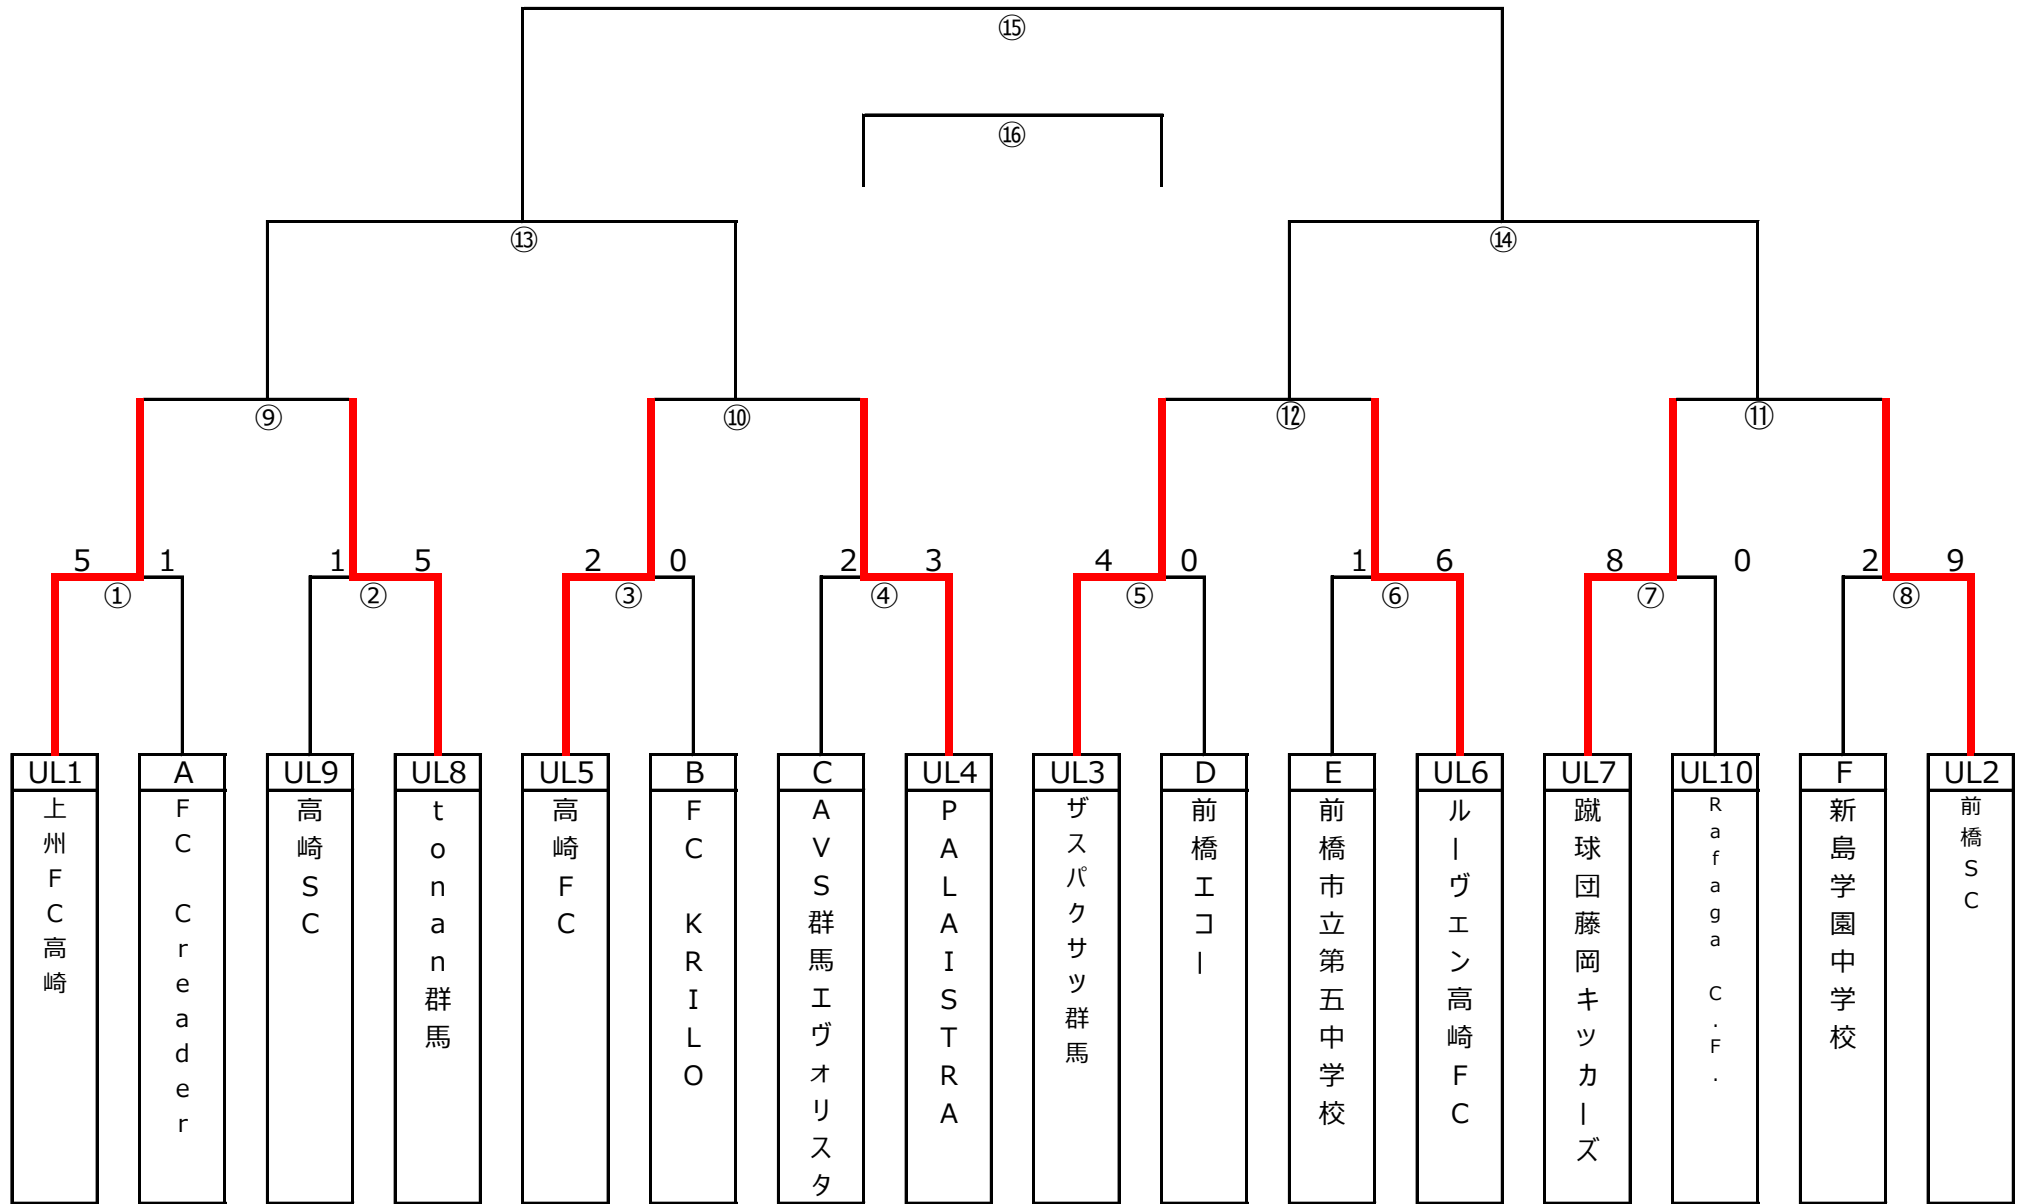 ⑮
⑯
⑬
⑭
⑨
⑩
⑫
⑪
5 1 1 5 2 0 2 3 4 0 1 6 8 0 2 9
① ② ③ ④ ⑤ ⑥ ⑦ ⑧
UL1 A UL9 UL8 UL5 B C UL4 UL3 D E UL6 UL7 UL10 F UL2
上州FC高崎
FC Creader
高崎SC
tonan群馬
高崎FC
FC KRILO
AVS群馬エヴォリスタ
PALAISTRA
ザスパクサツ群馬
前橋エコー
前橋市立第五中学校
ルーヴェン高崎FC
蹴球団藤岡キッカーズ
Rafaga C.F.
新島学園中学校
前橋SC